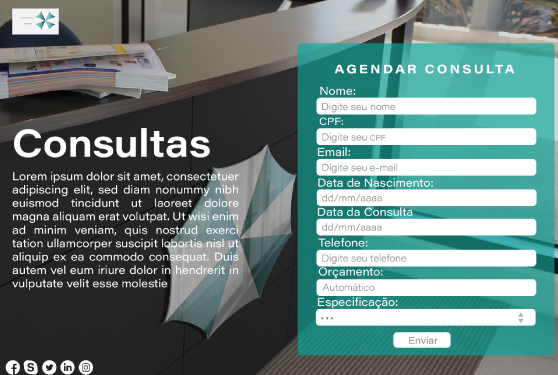 Consultas
Lorem ipsum dolor sit amet, consectetuer
adipiscing elit, sed diam nonummy nibh
euismod tincidunt ut laoreet dolore
magna aliquam erat volutpat. Ut wisi enim
ad minim veniam, quis nostrud exerci
tation ullamcorper suscipit lobortis nisl ut
aliquip ex ea commodo consequat. Duis
autem vel eum iriure dolor in hendrerit in
vulputate velit esse molestie
AGENDAR CONSULTA
Nome:
Digite seu nome
CPF:
Digite seu CPF
Email:
Digite seu e-mail
Data de Nascimento:
dd/mm/aaaa
Data da Consulta
dd/mm/aaaa
Telefone:
Digite seu telefone
Orçamento:
Automático
Especificação:
...
Enviar